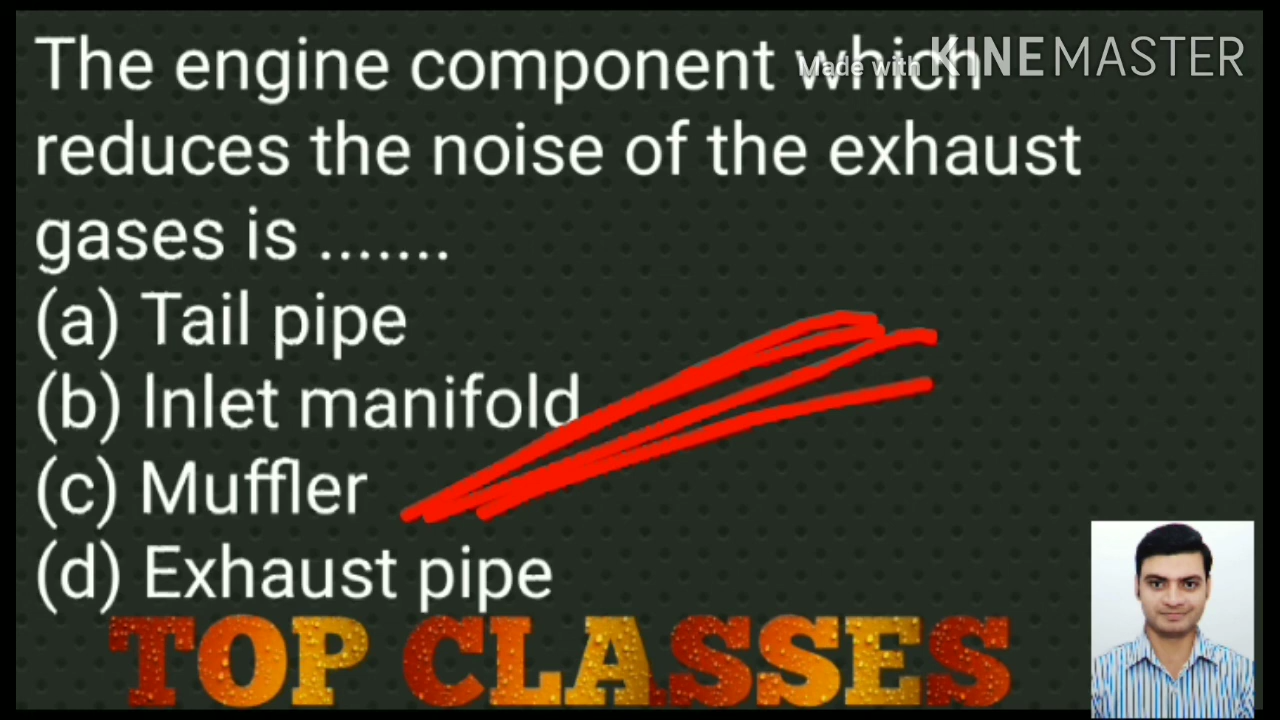 The engine component which
Made with KINEMASTER
reduces the noise of the exhaust
gases is .......
(a) Tail pipe
(b) Inlet manifold
(c) Muffler
(d) Exhaust pipe
TOP CLASSES